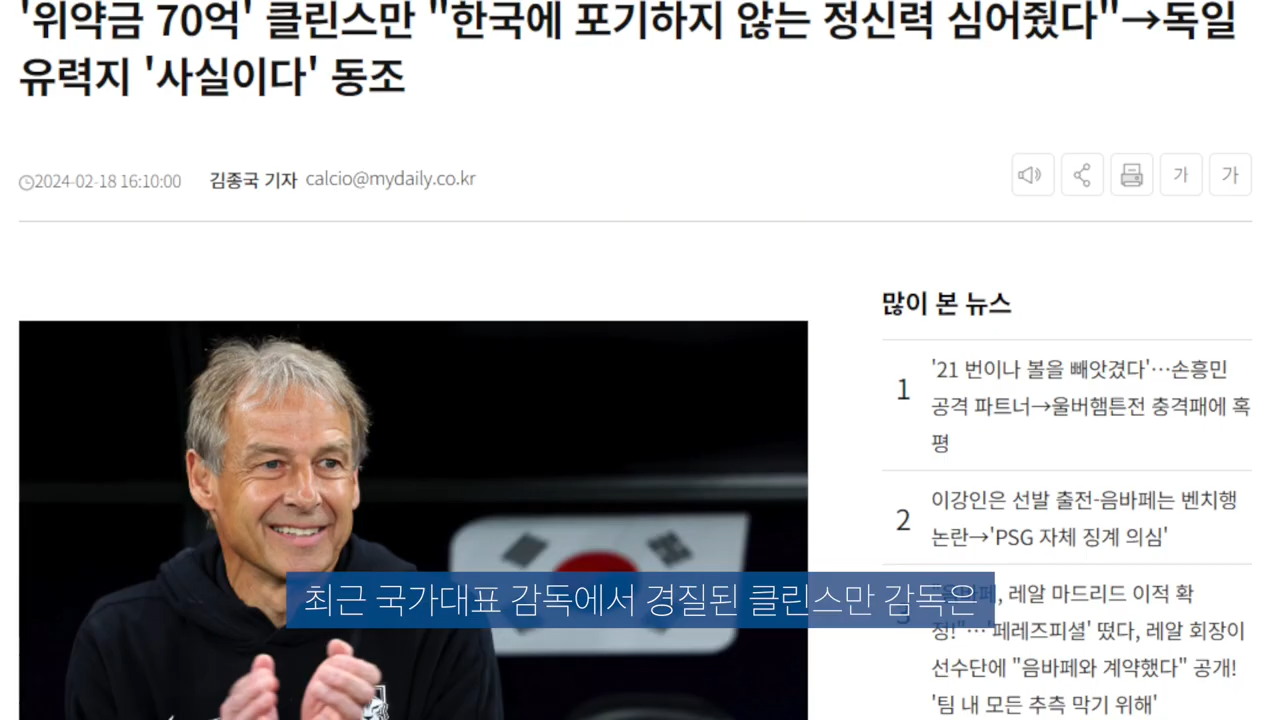 '위약금 70억' 클린스만 "한국에 포기하지 않는 정신력 심어줬다"→독일
유력지 '사실이다' 동조
2024-02-18 16:10:00 김종국 기자 calcio@mydaily.co.kr
가 가
많이 본 뉴스
1 '21 번이나 볼을 빼앗겼다'…손흥민
공격 파트너→울버햄튼전 충격패에 혹
평
2 이강인은 선발 출전-음바페는 벤치행
논란→'PSG 자체 징계 의심'
3 "음바페, 레알 마드리드 이적 확
정!"…'페레즈피셜' 떴다, 레알 회장이
선수단에 "음바페와 계약했다" 공개!
'팀 내 모든 추측 막기 위해'
최근 국가대표 감독에서 경질된 클린스만 감독은